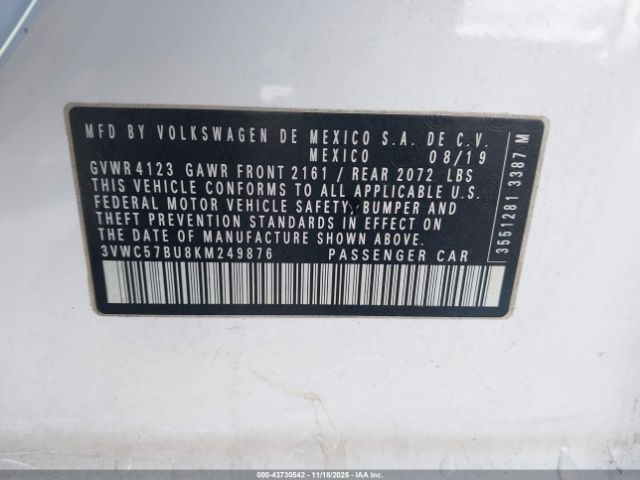 MFD BY VOLKSWAGEN DE MEXICO S.A. DE C.V.
MEXICO 08/19
GVWR 4123 GAWR FRONT 2161 / REAR 2072 LBS
THIS VEHICLE CONFORMS TO ALL APPLICABLE U.S.
FEDERAL MOTOR VEHICLE SAFETY, BUMPER AND
THEFT PREVENTION STANDARDS IN EFFECT ON
THE DATE OF MANUFACTURE SHOWN ABOVE.
3VWC57BU8KM249876 PASSENGER CAR
3551281 3387 M
000-43730542 - 11/18/2025 - IAAI.COM